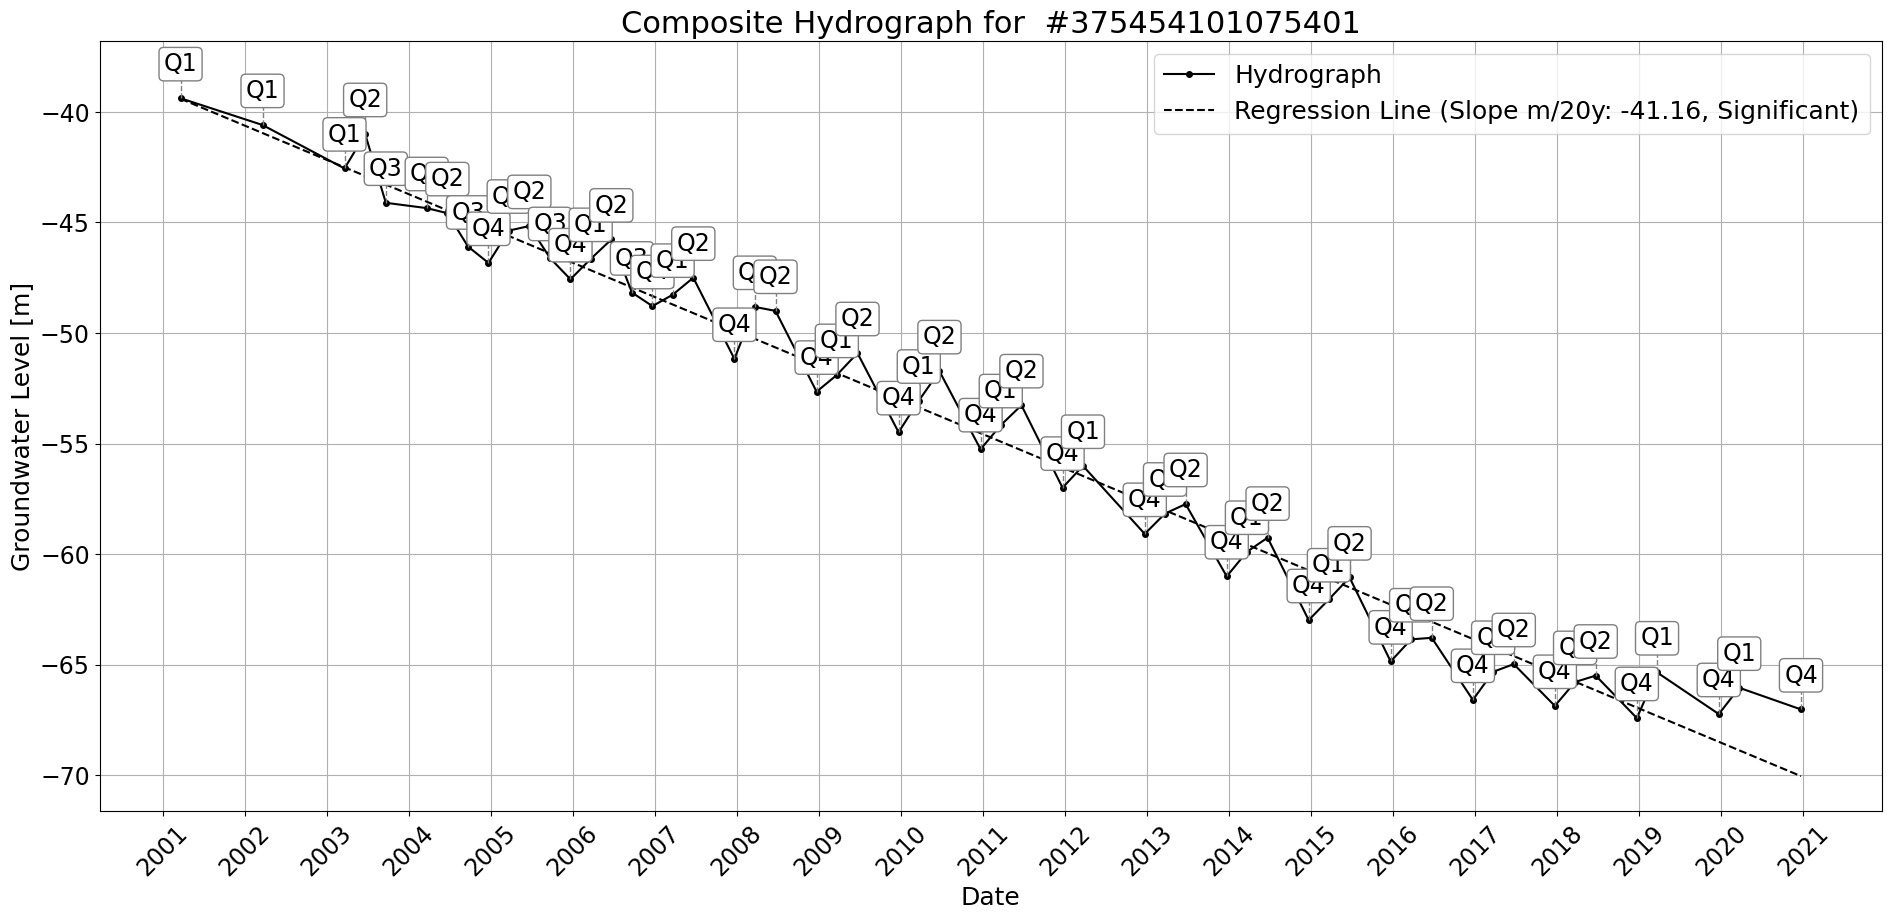 Composite Hydrograph for #375454101075401
Hydrograph
Regression Line (Slope m/20y: -41.16, Significant)
Groundwater Level [m]
−40
−45
−50
−55
−60
−65
−70
Q1
Q1
Q1
Q2
Q3
Q2
Q3
Q4
Q2
Q3
Q4
Q1
Q2
Q3
Q1
Q2
Q4
Q2
Q4
Q1
Q2
Q4
Q1
Q2
Q4
Q1
Q2
Q4
Q1
Q4
Q2
Q4
Q1
Q2
Q4
Q1
Q2
Q4
Q2
Q4
Q2
Q4
Q2
Q4
Q1
Q4
Q1
Q4
2001
2002
2003
2004
2005
2006
2007
2008
2009
2010
2011
2012
2013
2014
2015
2016
2017
2018
2019
2020
2021
Date